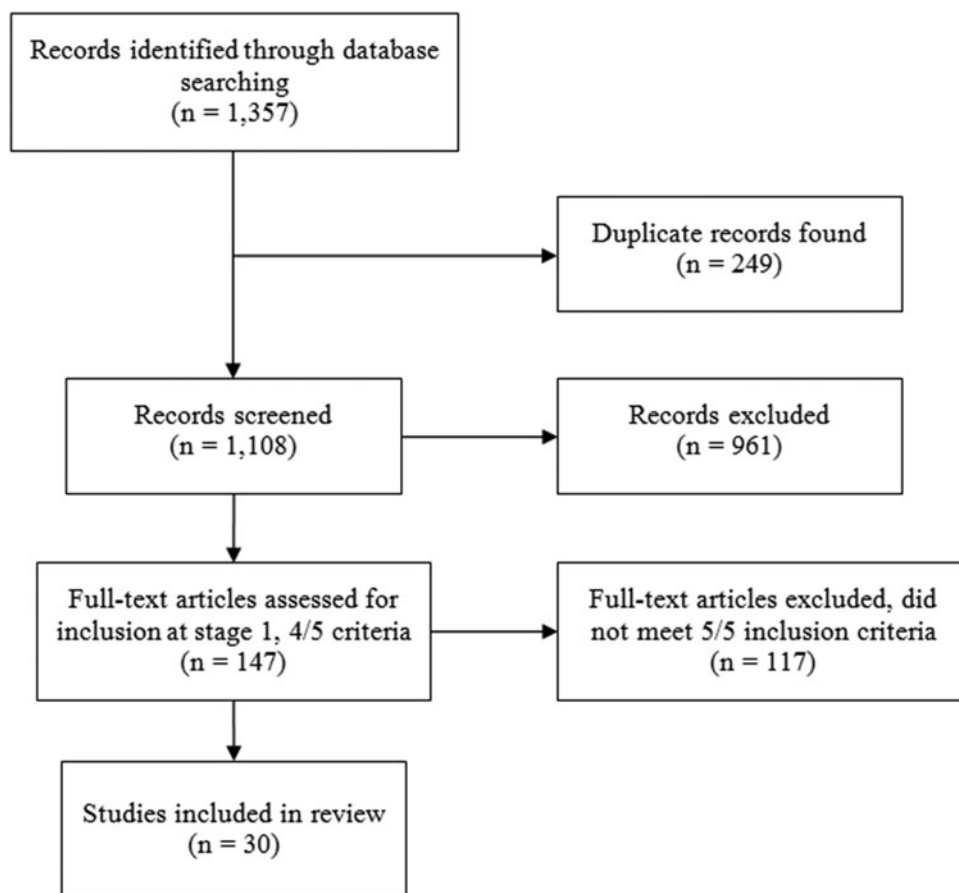 Records identified through database
searching
(n = 1,357)
Duplicate records found
(n = 249)
Records screened
(n = 1,108)
Records excluded
(n = 961)
Full-text articles assessed for
inclusion at stage 1, 4/5 criteria
(n = 147)
Full-text articles excluded, did
not meet 5/5 inclusion criteria
(n = 117)
Studies included in review
(n = 30)